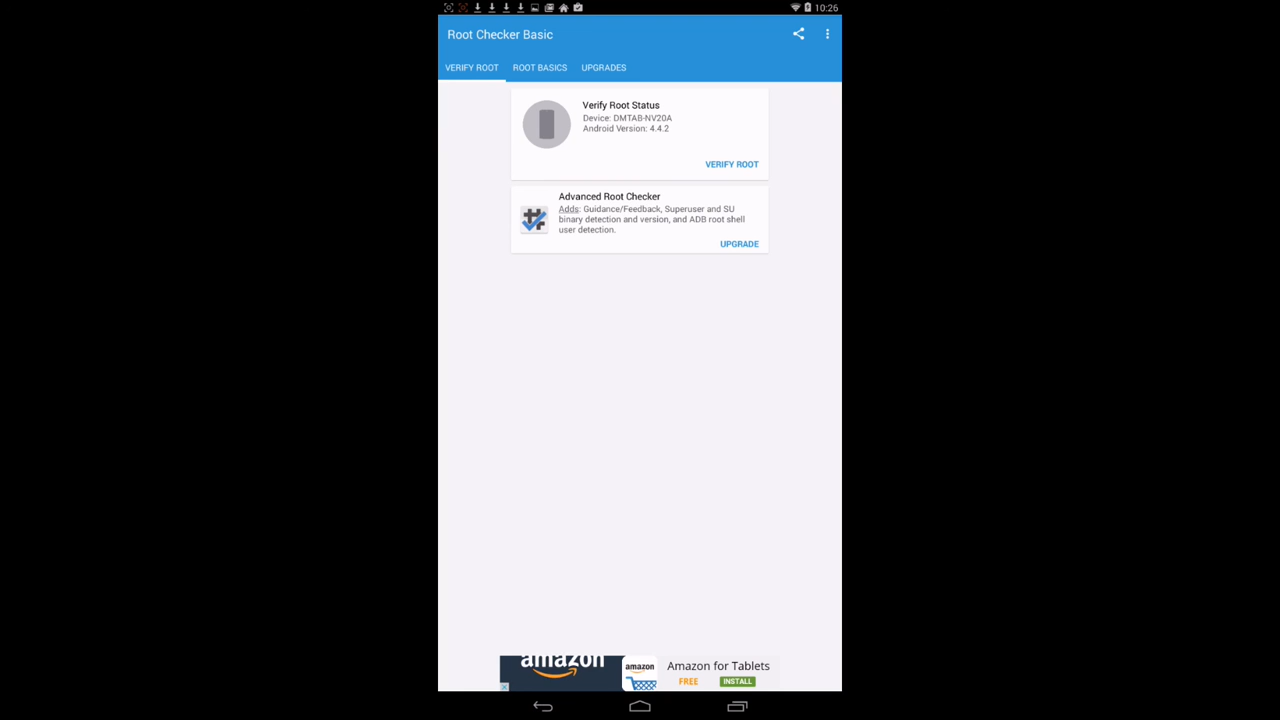 10:26
Root Checker Basic
VERIFY ROOT
ROOT BASICS
UPGRADES
Verify Root Status
Device: DMTAB-NV20A
Android Version: 4.4.2
VERIFY ROOT
Advanced Root Checker
Adds: Guidance/Feedback, Superuser and SU
binary detection and version, and ADB root shell
user detection.
UPGRADE
amazon
amazon
Amazon for Tablets
FREE
INSTALL